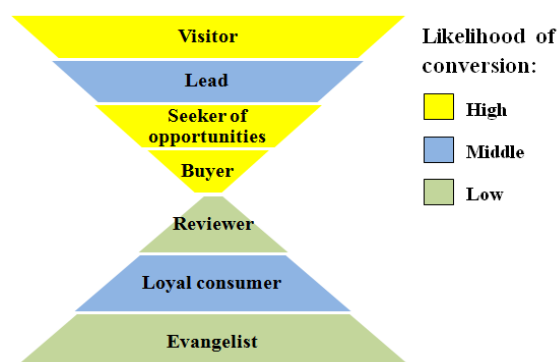 Visitor
Lead
Seeker of
opportunities
Buyer
Reviewer
Loyal consumer
Evangelist
Likelihood of
conversion:
High
Middle
Low